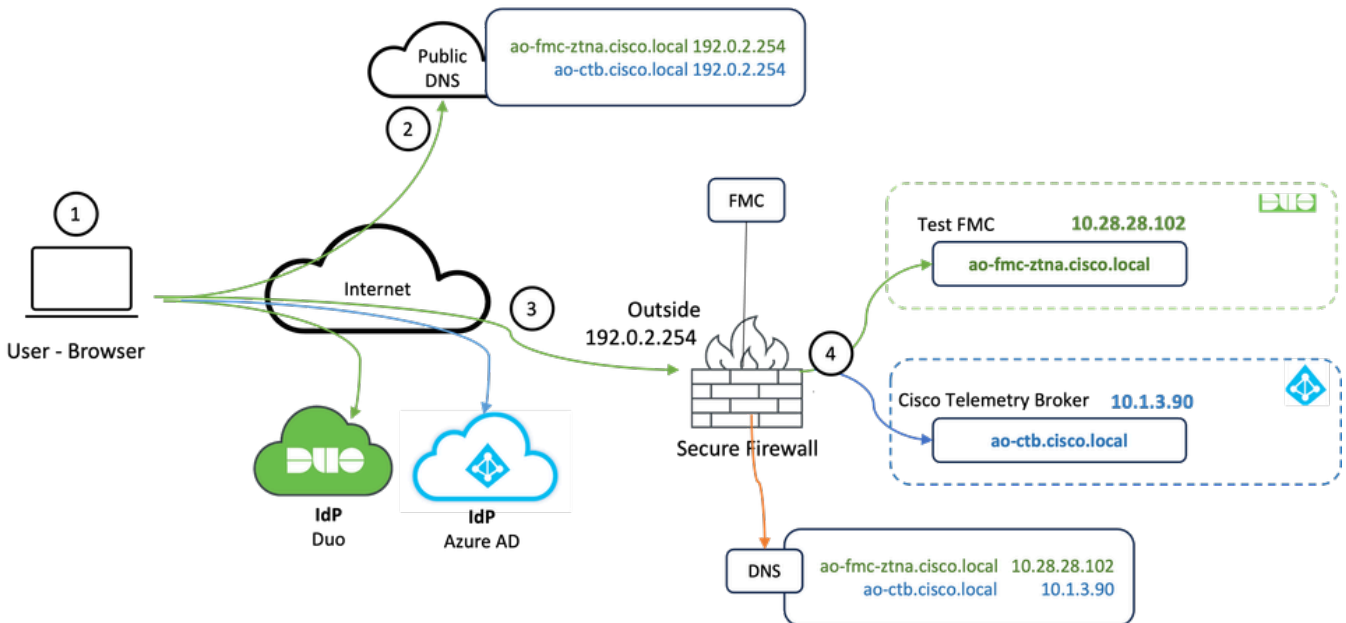 Public
DNS
ao-fmc-ztna.cisco.local 192.0.2.254
ao-ctb.cisco.local 192.0.2.254
2
1
FMC
DUO
Test FMC 10.28.28.102
ao-fmc-ztna.cisco.local
Internet
3
Outside
192.0.2.254
4
User - Browser
Cisco Telemetry Broker 10.1.3.90
ao-ctb.cisco.local
Secure Firewall
DUO
IdP
Duo
IdP
Azure AD
DNS
ao-fmc-ztna.cisco.local 10.28.28.102
ao-ctb.cisco.local 10.1.3.90